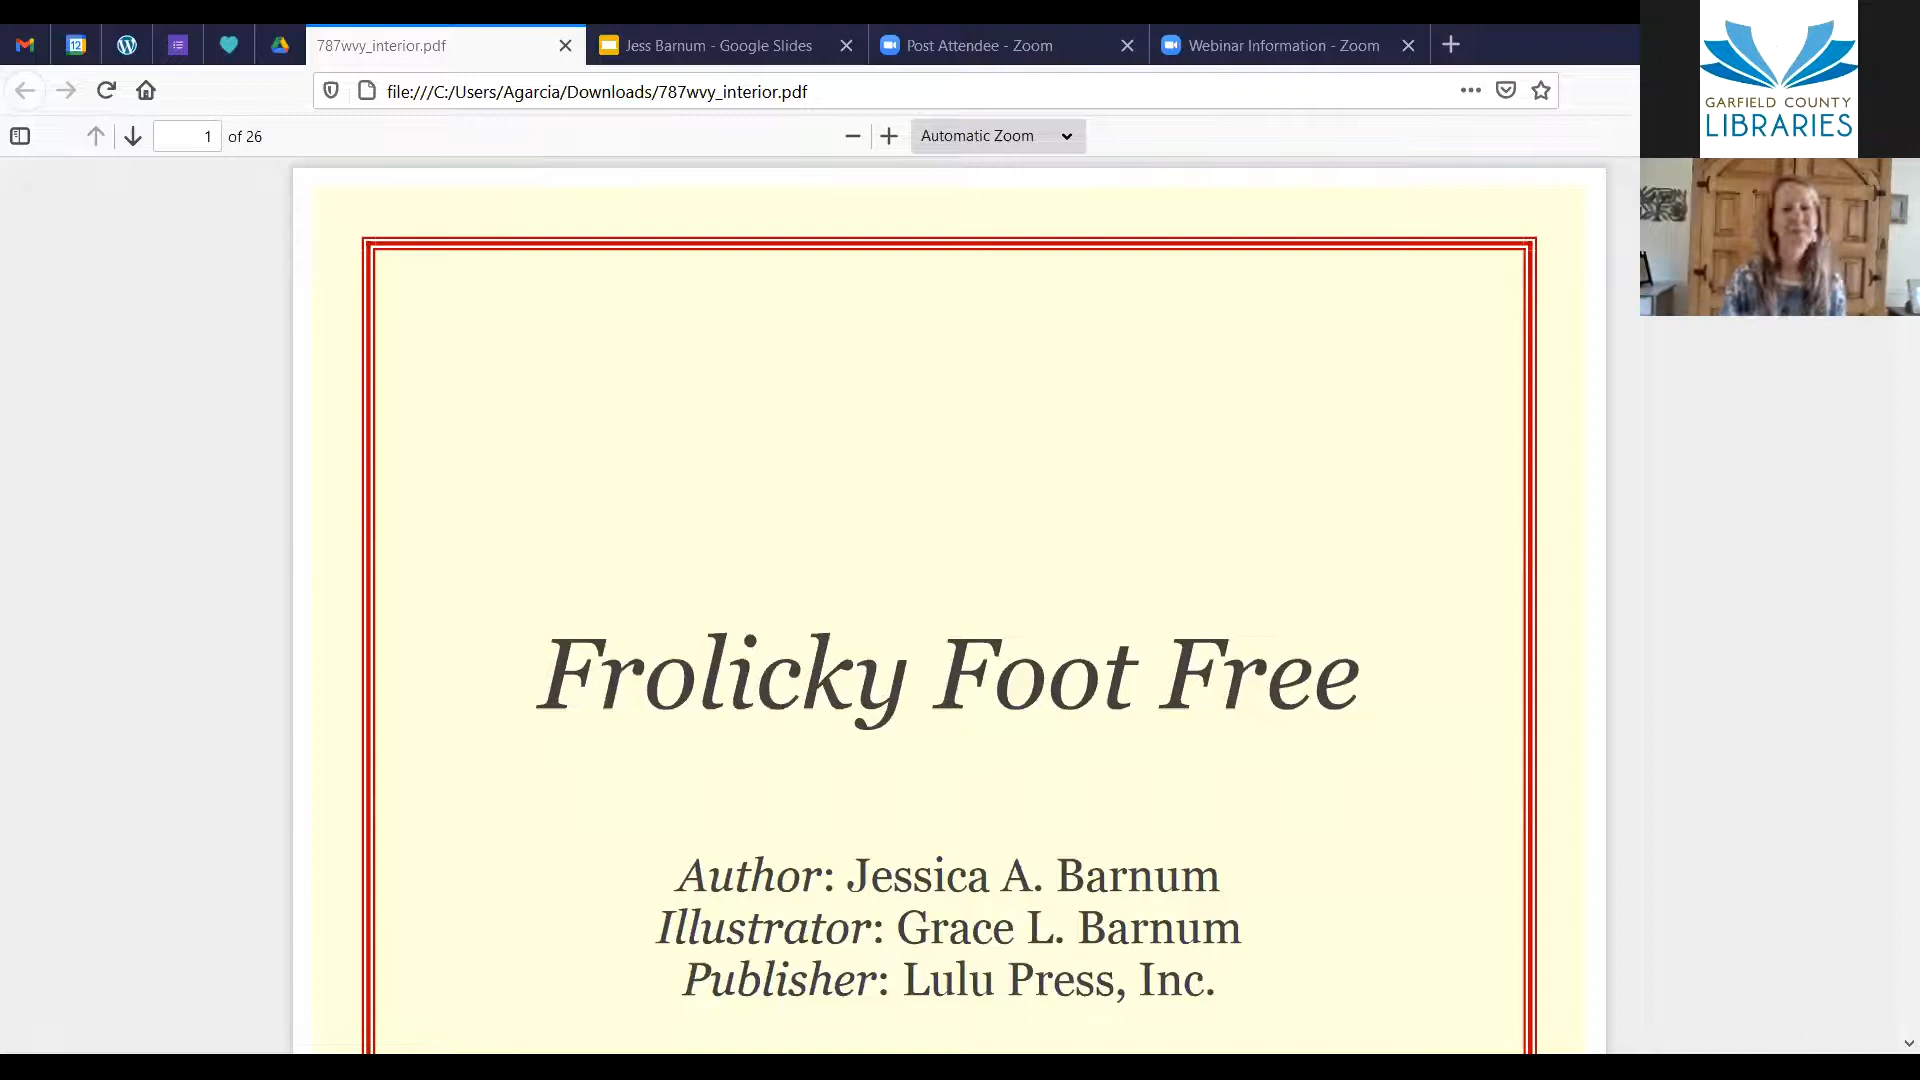 12
787wvy_interior.pdf
Jess Barnum - Google Slides
Post Attendee - Zoom
Webinar Information - Zoom
file:///C:/Users/Agarcia/Downloads/787wvy_interior.pdf
1 of 26
Automatic Zoom
GARFIELD COUNTY
LIBRARIES
Frolicky Foot Free
Author: Jessica A. Barnum
Illustrator: Grace L. Barnum
Publisher: Lulu Press, Inc.